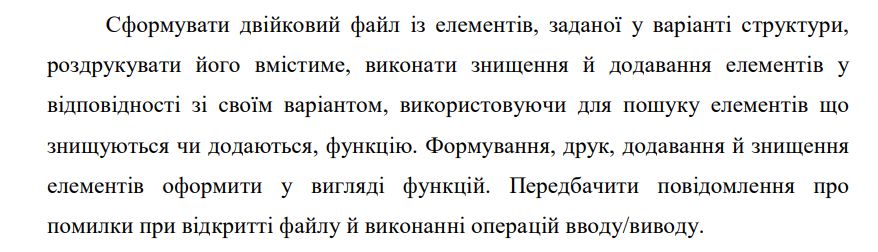 Сформувати двійковий файл із елементів, заданої у варіанті структури,
роздрукувати його вмістиме, виконати знищення й додавання елементів у
відповідності зі своїм варіантом, використовуючи для пошуку елементів що
знищуються чи додаються, функцію. Формування, друк, додавання й знищення
елементів оформити у вигляді функцій. Передбачити повідомлення про
помилки при відкритті файлу й виконанні операцій вводу/виводу.